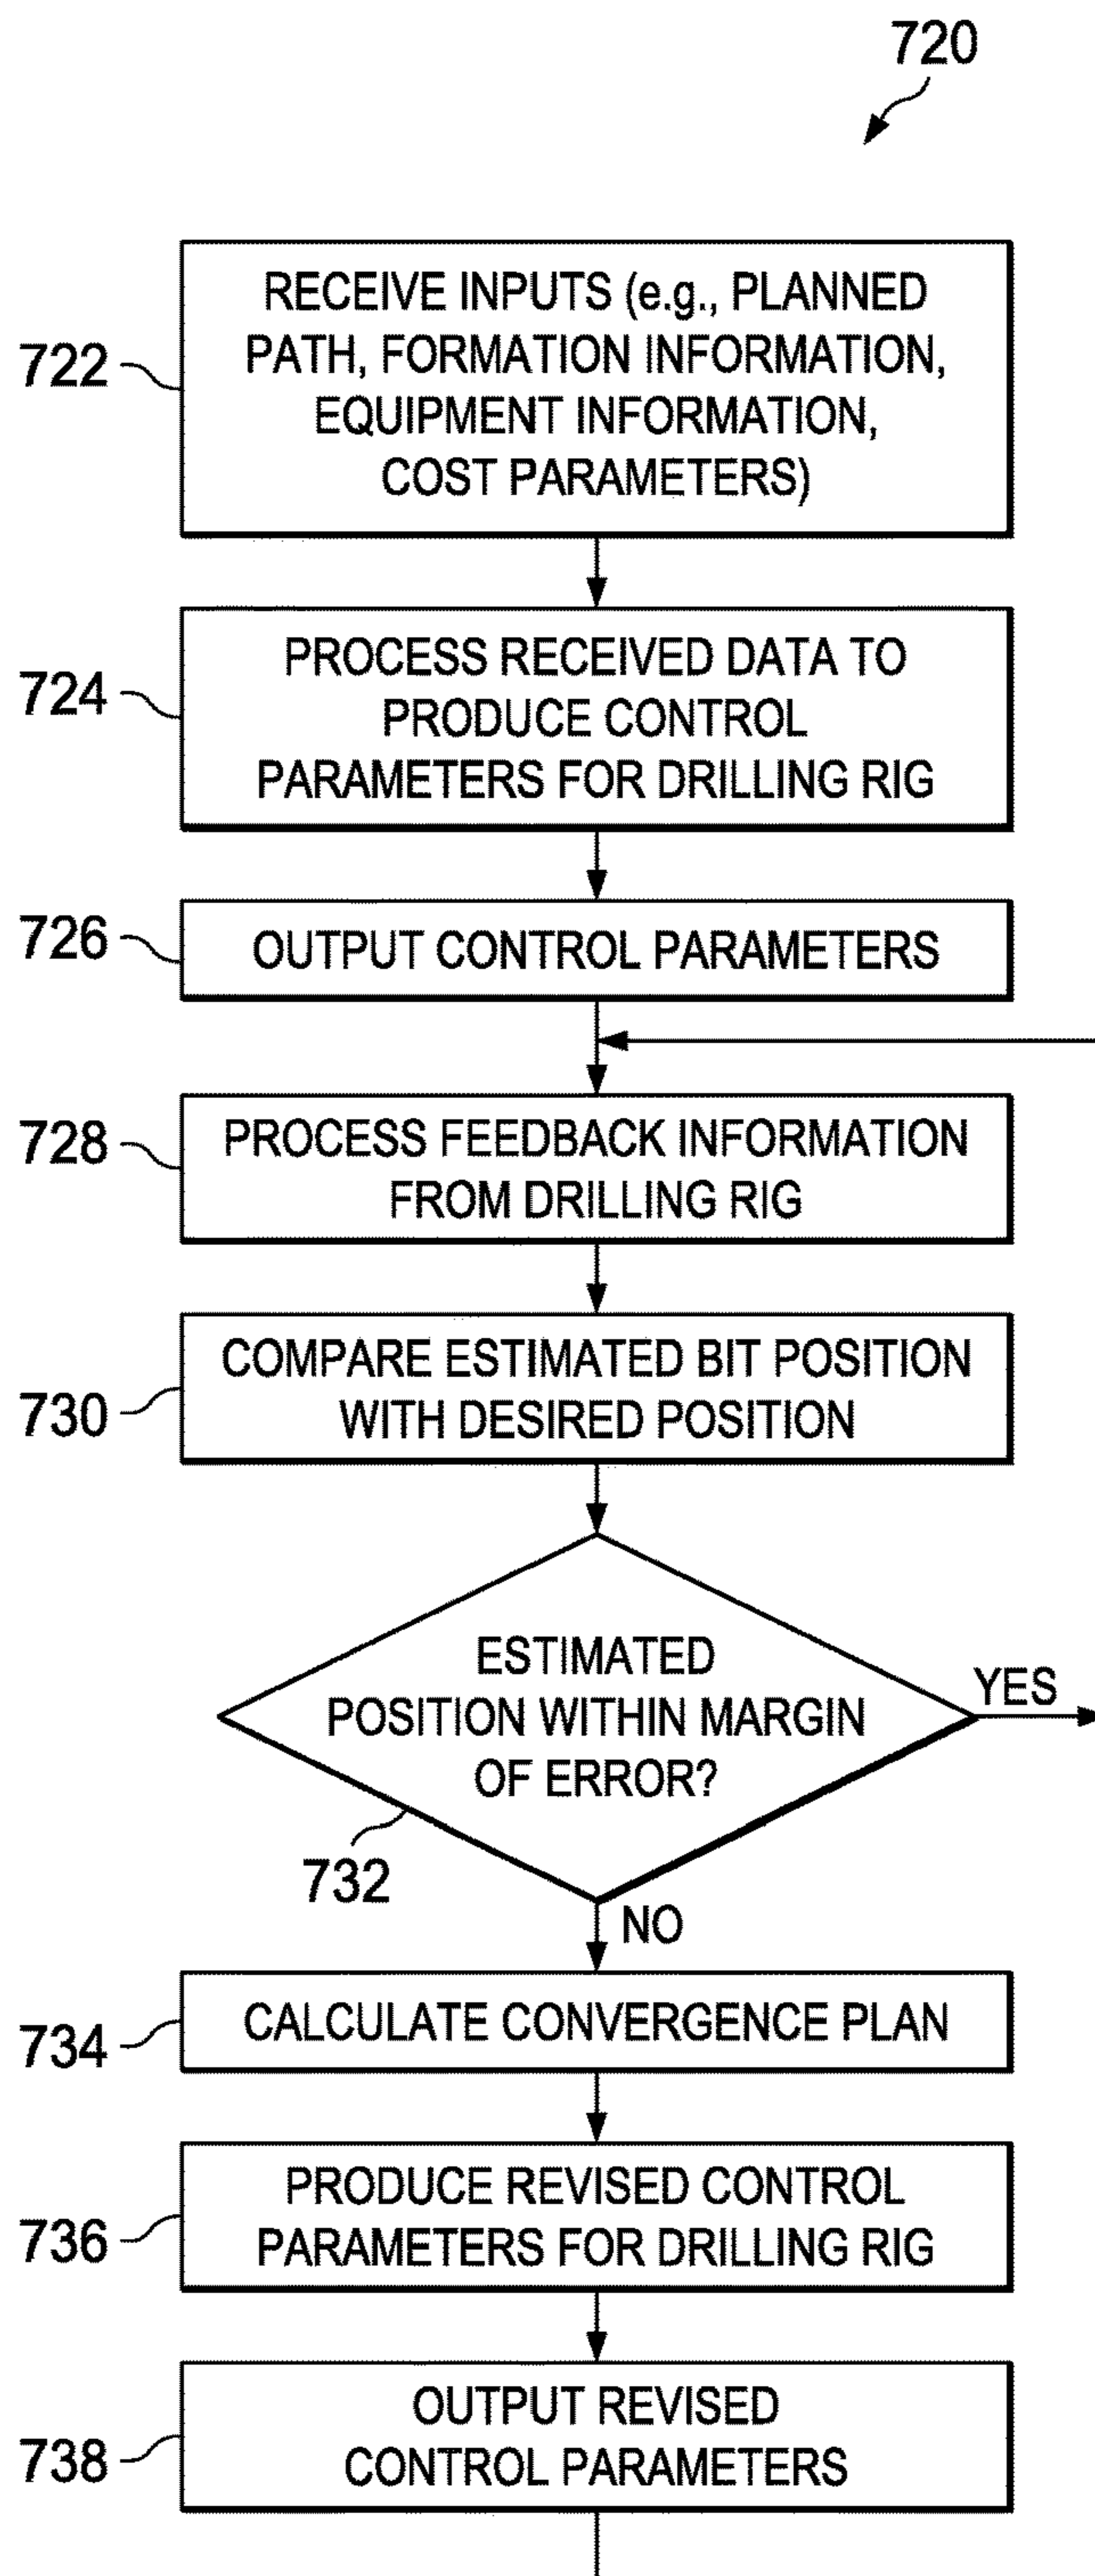 720
722
RECEIVE INPUTS (e.g., PLANNED
PATH, FORMATION INFORMATION,
EQUIPMENT INFORMATION,
COST PARAMETERS)
724
PROCESS RECEIVED DATA TO
PRODUCE CONTROL
PARAMETERS FOR DRILLING RIG
726
OUTPUT CONTROL PARAMETERS
728
PROCESS FEEDBACK INFORMATION
FROM DRILLING RIG
730
COMPARE ESTIMATED BIT POSITION
WITH DESIRED POSITION
ESTIMATED
POSITION WITHIN MARGIN
OF ERROR?
YES
732
NO
734
CALCULATE CONVERGENCE PLAN
736
PRODUCE REVISED CONTROL
PARAMETERS FOR DRILLING RIG
738
OUTPUT REVISED
CONTROL PARAMETERS